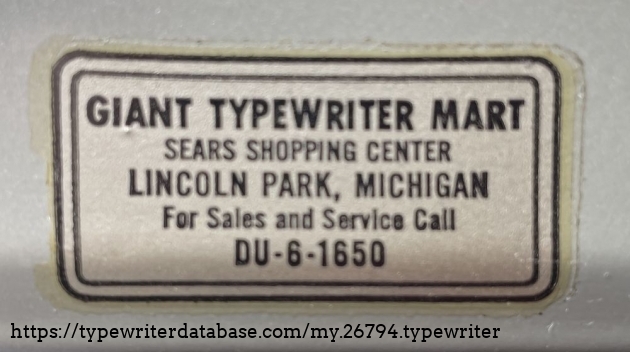 GIANT TYPEWRITER MART
SEARS SHOPPING CENTER
LINCOLN PARK, MICHIGAN
For Sales and Service Call
DU-6-1650
https://typewriterdatabase.com/my.26794.typewriter